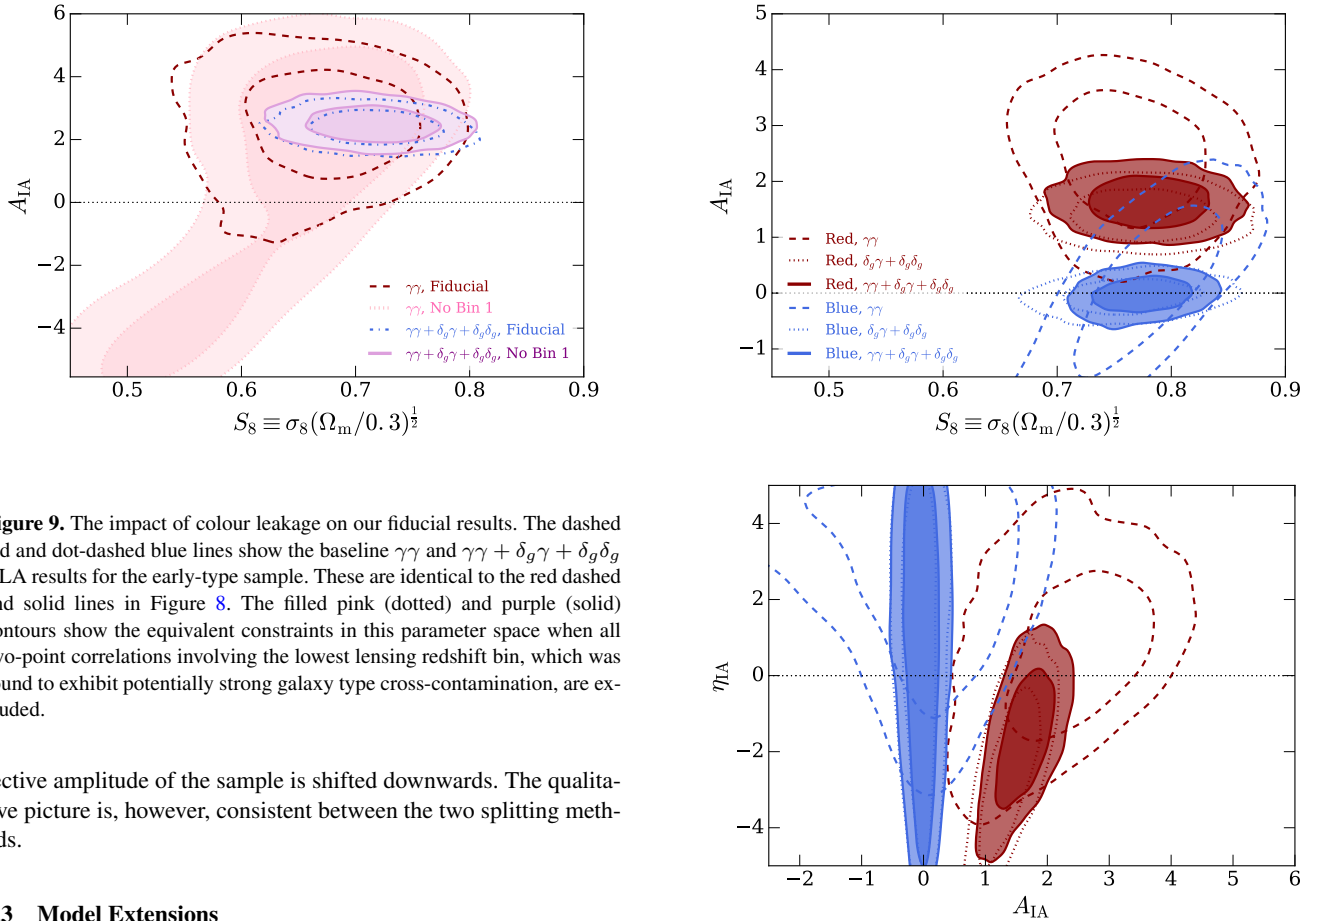 6
4
2
0
−2
−4
A_IA
0.5 0.6 0.7 0.8 0.9
S_8 ≡ σ_8(Ω_m/0.3)^{1/2}
γγ, Fiducial
γγ, No Bin 1
γγ + δ_gγ + δ_gδ_g, Fiducial
γγ + δ_gγ + δ_gδ_g, No Bin 1
igure 9. The impact of colour leakage on our fiducial results. The dashed
d and dot-dashed blue lines show the baseline γγ and γγ + δ_gγ + δ_gδ_g
LA results for the early-type sample. These are identical to the red dashed
nd solid lines in Figure 8. The filled pink (dotted) and purple (solid)
ontours show the equivalent constraints in this parameter space when all
vo-point correlations involving the lowest lensing redshift bin, which was
ound to exhibit potentially strong galaxy type cross-contamination, are ex-
uded.
ective amplitude of the sample is shifted downwards. The qualita-
ve picture is, however, consistent between the two splitting meth-
ds.
3 Model Extensions
5
4
3
2
1
0
−1
A_IA
Red, γγ
Red, δ_gγ + δ_gδ_g
Red, γγ + δ_gγ + δ_gδ_g
Blue, γγ
Blue, δ_gγ + δ_gδ_g
Blue, γγ + δ_gγ + δ_gδ_g
0.5 0.6 0.7 0.8 0.9
S_8 ≡ σ_8(Ω_m/0.3)^{1/2}
4
2
0
−2
−4
η_IA
−2 −1 0 1 2 3 4 5 6
A_IA